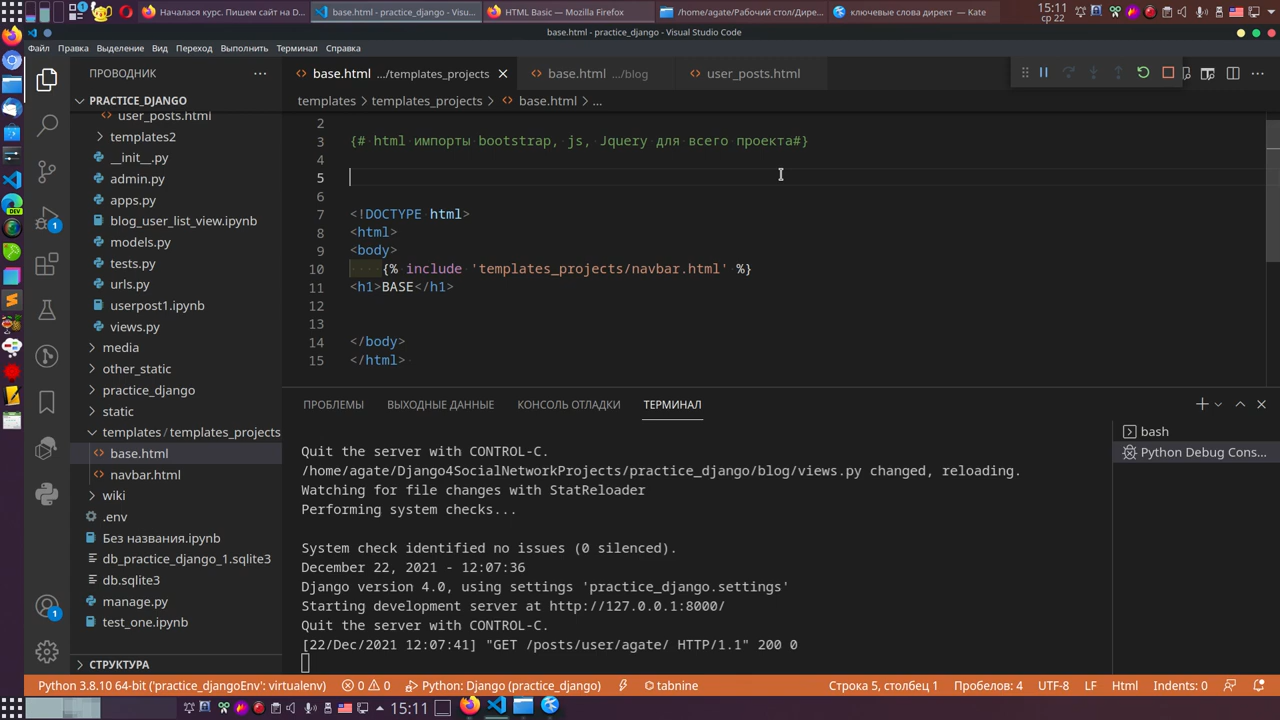 Началася курс. Пишем сайт на D...
base.html - practice_django - Visu...
HTML Basic — Mozilla Firefox
/home/agate/Рабочий стол/Дире...
ключевые слова директ — Kate
15:11
ср 22
base.html - practice_django - Visual Studio Code
Файл Правка Выделение Вид Переход Выполнить Терминал Справка
ПРОВОДНИК
base.html .../templates_projects
base.html .../blog
user_posts.html
PRACTICE_DJANGO
templates > templates_projects > base.html > ...
user_posts.html
templates2
__init__.py
admin.py
apps.py
blog_user_list_view.ipynb
models.py
tests.py
urls.py
userpost1.ipynb
views.py
media
other_static
practice_django
static
templates / templates_projects
base.html
navbar.html
wiki
.env
Без названия.ipynb
db_practice_django_1.sqlite3
db.sqlite3
manage.py
test_one.ipynb
СТРУКТУРА
DEV
1
1
2
3 {# html импорты bootstrap, js, Jquery для всего проекта#}
4
5
6
7 <!DOCTYPE html>
8 <html>
9 <body>
10 {% include 'templates_projects/navbar.html' %}
11 <h1>BASE</h1>
12
13
14 </body>
15 </html>
ПРОБЛЕМЫ ВЫХОДНЫЕ ДАННЫЕ КОНСОЛЬ ОТЛАДКИ ТЕРМИНАЛ
bash
Python Debug Cons...
Quit the server with CONTROL-C.
/home/agate/Django4SocialNetworkProjects/practice_django/blog/views.py changed, reloading.
Watching for file changes with StatReloader
Performing system checks...
System check identified no issues (0 silenced).
December 22, 2021 - 12:07:36
Django version 4.0, using settings 'practice_django.settings'
Starting development server at http://127.0.0.1:8000/
Quit the server with CONTROL-C.
[22/Dec/2021 12:07:41] "GET /posts/user/agate/ HTTP/1.1" 200 0
Python 3.8.10 64-bit ('practice_djangoEnv': virtualenv) 0 0 Python: Django (practice_django) tabnine Строка 5, столбец 1 Пробелов: 4 UTF-8 LF Html Indents: 0
15:11